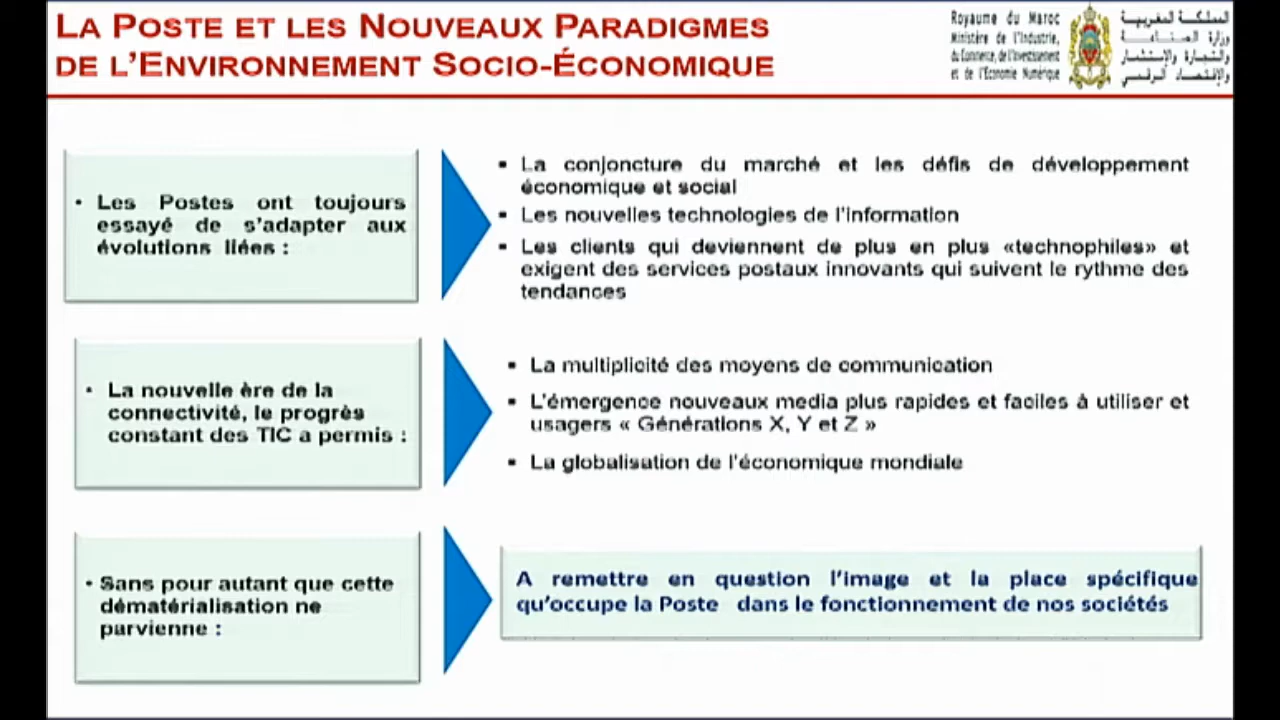 LA POSTE ET LES NOUVEAUX PARADIGMES
DE L'ENVIRONNEMENT SOCIO-ÉCONOMIQUE
Royaume du Maroc
Ministère de l'Industrie,
du Commerce, de l'Investissement
et de l'Économie Numérique
المملكة المغربية
وزارة الصناعة
والتجارة والإستثمار
والإقتصاد الرقمي
• Les Postes ont toujours
essayé de s'adapter aux
évolutions liées :
▪ La conjoncture du marché et les défis de développement
économique et social
▪ Les nouvelles technologies de l'information
▪ Les clients qui deviennent de plus en plus «technophiles» et
exigent des services postaux innovants qui suivent le rythme des
tendances
• La nouvelle ère de la
connectivité, le progrès
constant des TIC a permis :
▪ La multiplicité des moyens de communication
▪ L'émergence nouveaux media plus rapides et faciles à utiliser et
usagers « Générations X, Y et Z »
▪ La globalisation de l'économique mondiale
• Sans pour autant que cette
dématérialisation ne
parvienne :
A remettre en question l'image et la place spécifique
qu'occupe la Poste dans le fonctionnement de nos sociétés